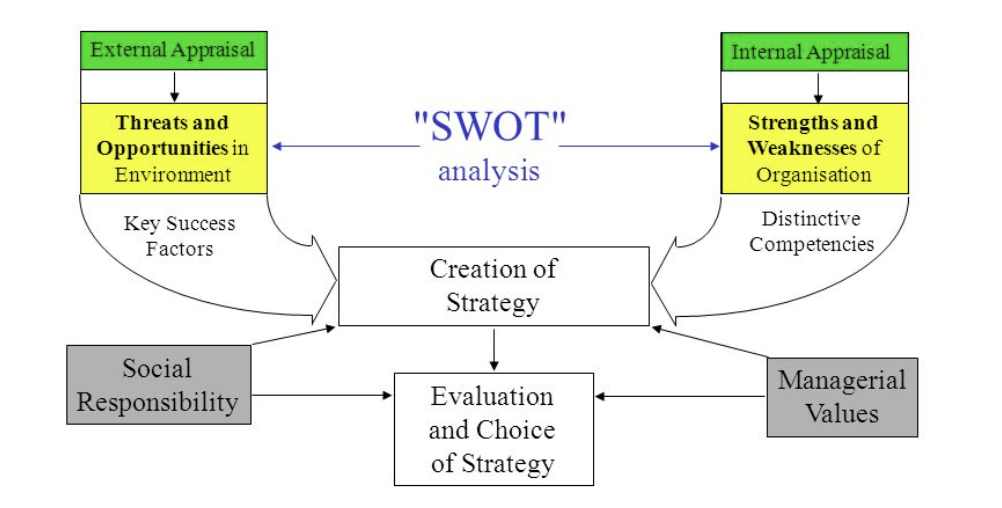 External Appraisal
Internal Appraisal
Threats and
Opportunities in
Environment
"SWOT"
analysis
Strengths and
Weaknesses of
Organisation
Key Success
Factors
Distinctive
Competencies
Creation of
Strategy
Social
Responsibility
Managerial
Values
Evaluation
and Choice
of Strategy